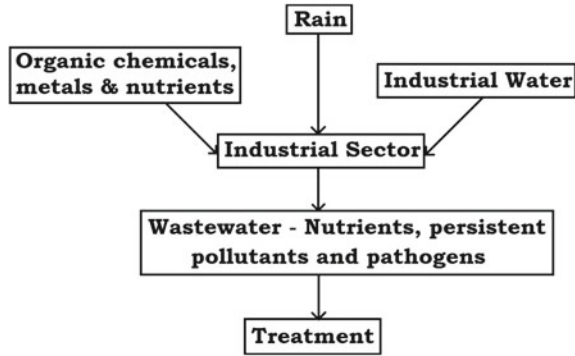 Rain
Organic chemicals,
metals & nutrients
Industrial Water
Industrial Sector
Wastewater - Nutrients, persistent
pollutants and pathogens
Treatment